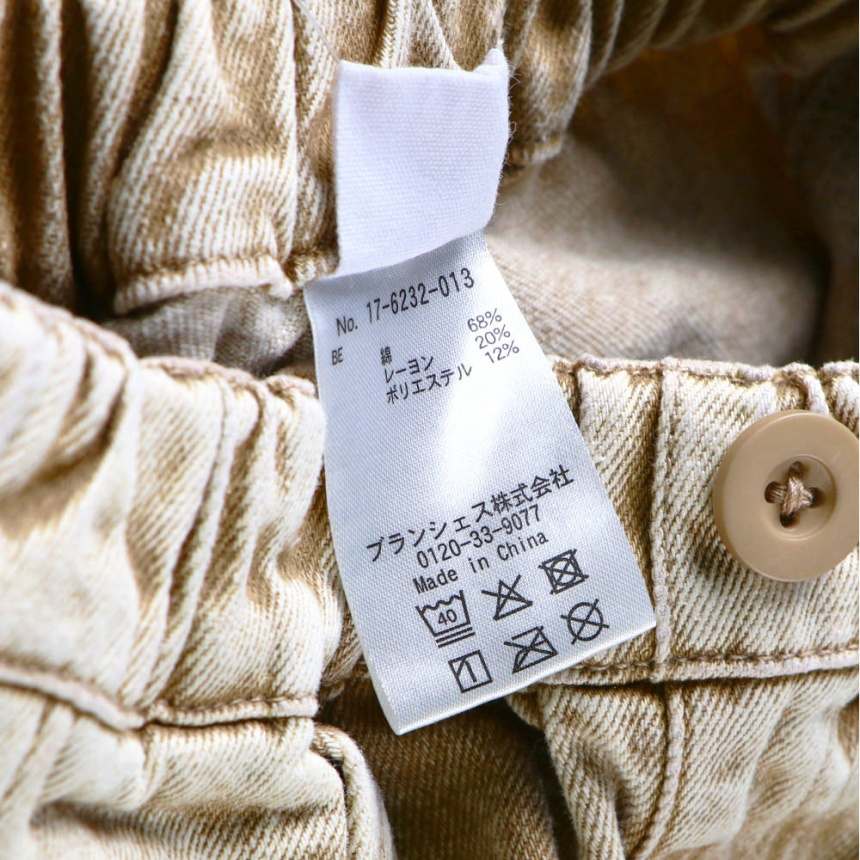 No. 17-6232-013
BE 綿 68%
レーヨン 20%
ポリエステル 12%
ブランシェス株式会社
0120-33-9077
Made in China
40